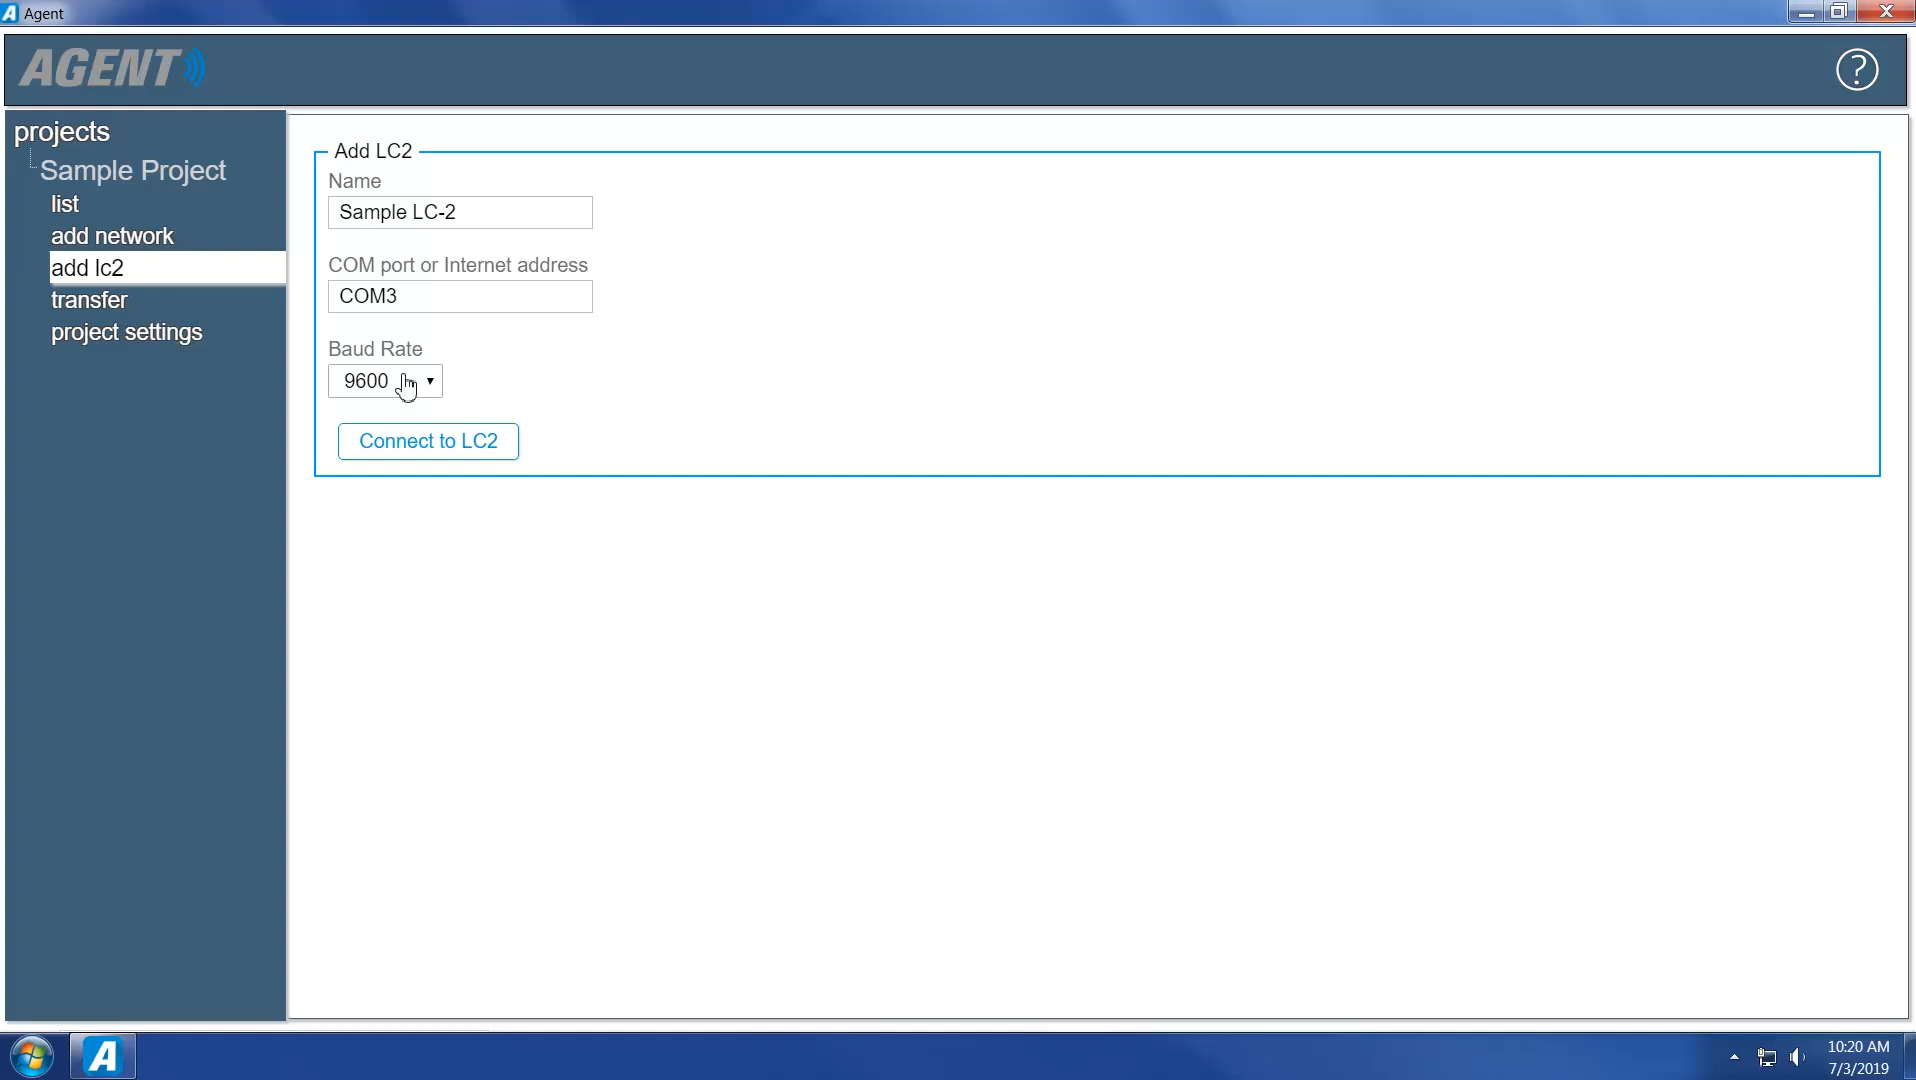 Agent
AGENT
?
projects
Sample Project
list
add network
add lc2
transfer
project settings
Add LC2
Name
Sample LC-2
COM port or Internet address
COM3
Baud Rate
9600
Connect to LC2
A
10:20 AM
7/3/2019